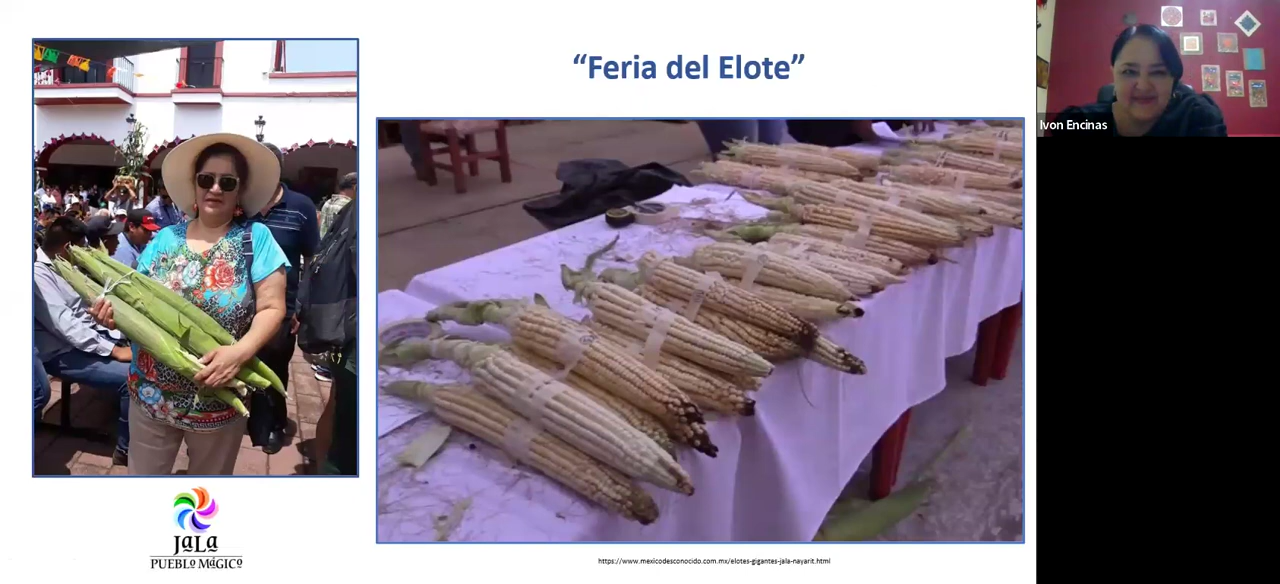 “Feria del Elote”
Ivon Encinas
JaLa
PUEBLO MáGICO
https://www.mexicodesconocido.com.mx/elotes-gigantes-jala-nayarit.html